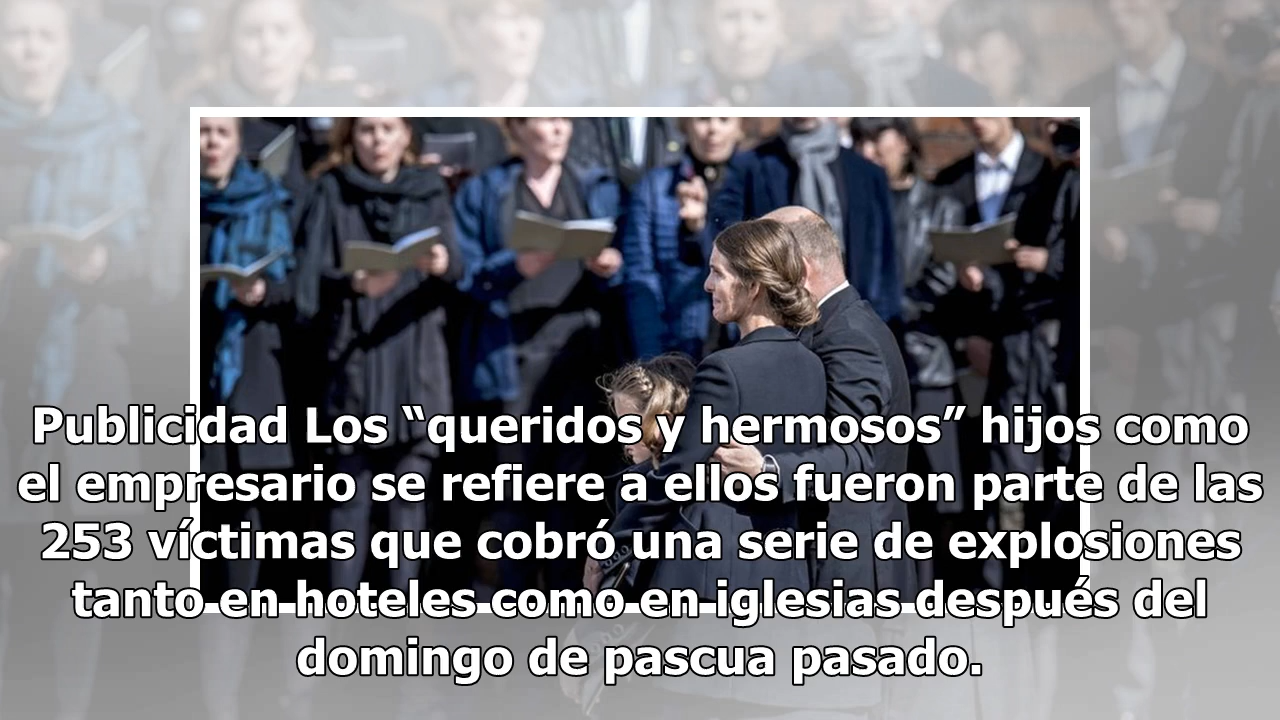 Publicidad Los “queridos y hermosos” hijos como
el empresario se refiere a ellos fueron parte de las
253 víctimas que cobró una serie de explosiones
tanto en hoteles como en iglesias después del
domingo de pascua pasado.